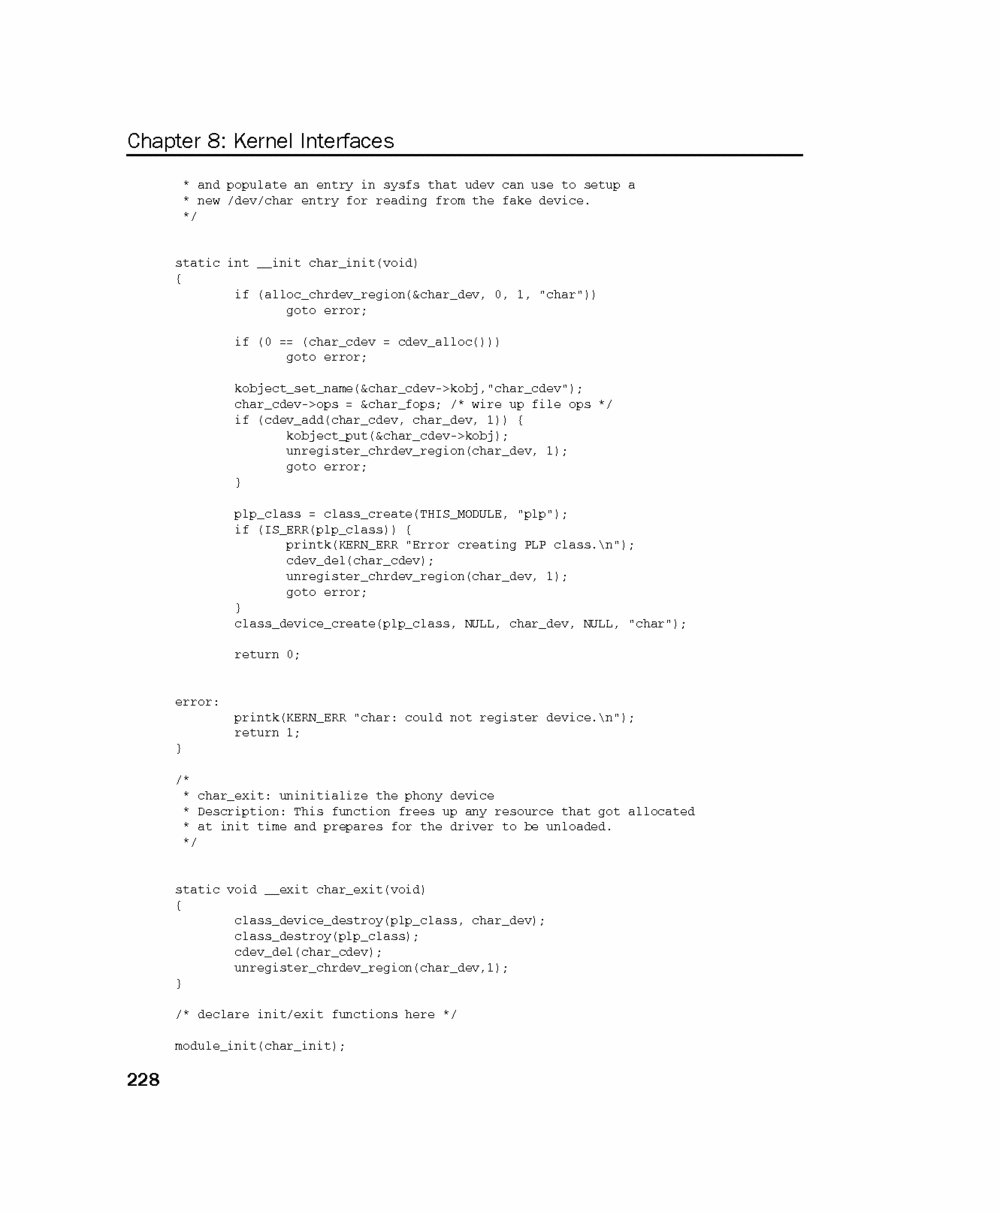 Chapter 8: Kernel Interfaces
 * and populate an entry in sysfs that udev can use to setup a
 * new /dev/char entry for reading from the fake device.
 */
static int __init char_init(void)
{
        if (alloc_chrdev_region(&char_dev, 0, 1, "char"))
               goto error;
        if (0 == (char_cdev = cdev_alloc()))
               goto error;
        kobject_set_name(&char_cdev->kobj,"char_cdev");
        char_cdev->ops = &char_fops; /* wire up file ops */
        if (cdev_add(char_cdev, char_dev, 1)) {
               kobject_put(&char_cdev->kobj);
               unregister_chrdev_region(char_dev, 1);
               goto error;
        }
        plp_class = class_create(THIS_MODULE, "plp");
        if (IS_ERR(plp_class)) {
               printk(KERN_ERR "Error creating PLP class.\n");
               cdev_del(char_cdev);
               unregister_chrdev_region(char_dev, 1);
               goto error;
        }
        class_device_create(plp_class, NULL, char_dev, NULL, "char");
        return 0;
error:
        printk(KERN_ERR "char: could not register device.\n");
        return 1;
}
/*
 * char_exit: uninitialize the phony device
 * Description: This function frees up any resource that got allocated
 * at init time and prepares for the driver to be unloaded.
 */
static void __exit char_exit(void)
{
        class_device_destroy(plp_class, char_dev);
        class_destroy(plp_class);
        cdev_del(char_cdev);
        unregister_chrdev_region(char_dev,1);
}
/* declare init/exit functions here */
module_init(char_init);
228